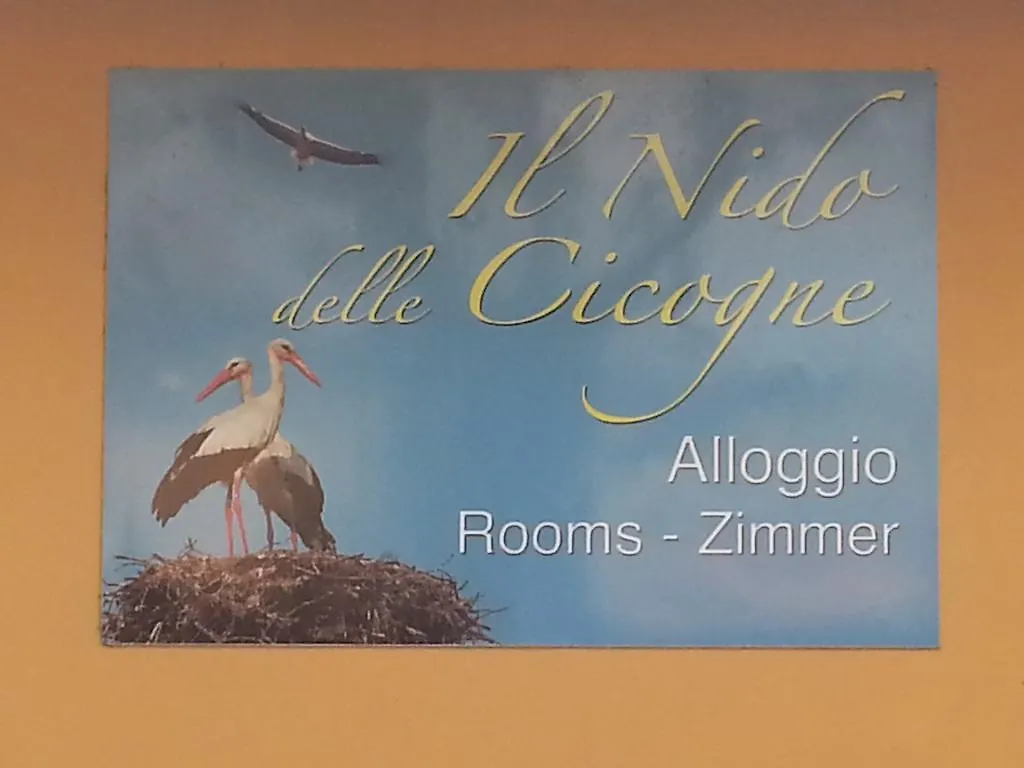 Il Nido
delle Cicogne
Alloggio
Rooms - Zimmer